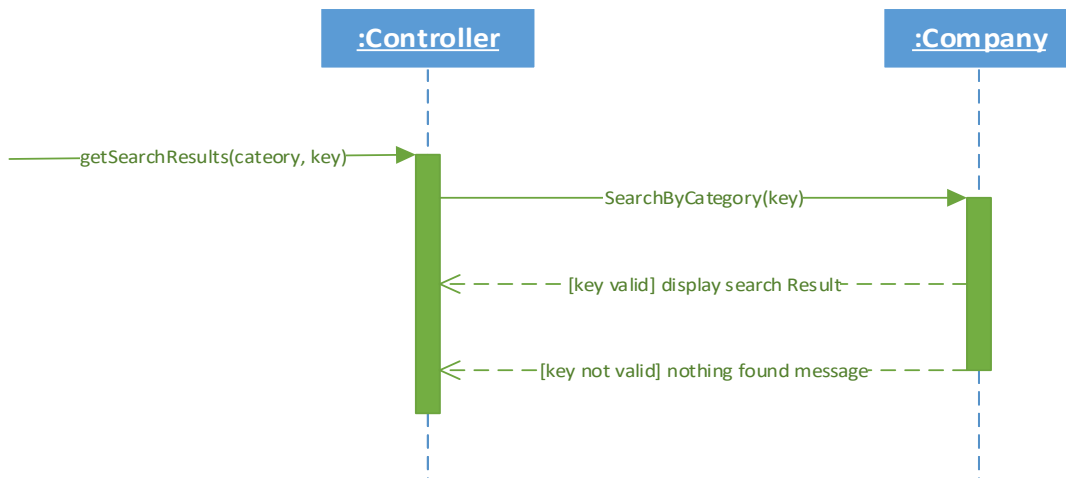 :Controller
:Company
getSearchResults(cateory, key)
SearchByCategory(key)
[key valid] display search Result
[key not valid] nothing found message